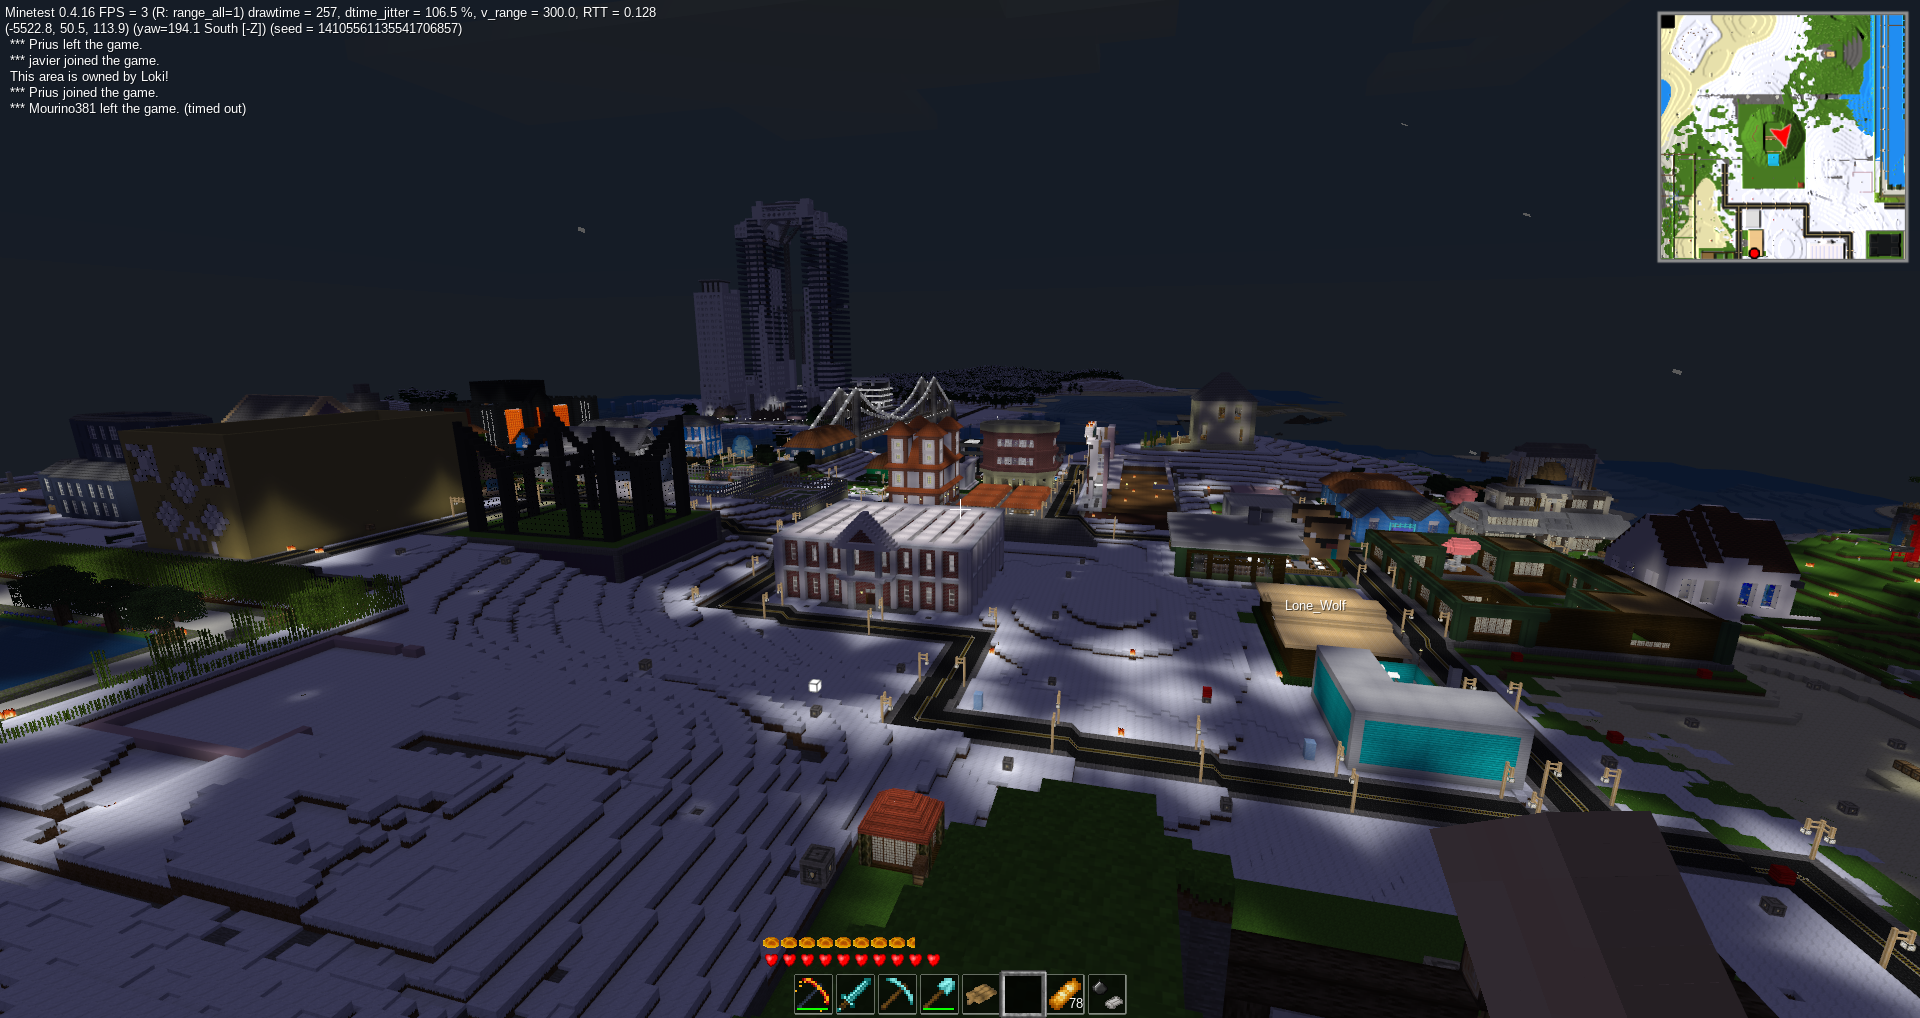 Minetest 0.4.16 FPS = 3 (R: range_all=1) drawtime = 257, dtime_jitter = 106.5 %, v_range = 300.0, RTT = 0.128
(-5522.8, 50.5, 113.9) (yaw=194.1 South [-Z]) (seed = 14105561135541706857)
*** Prius left the game.
*** javier joined the game.
This area is owned by Loki!
*** Prius joined the game.
*** Mourino381 left the game. (timed out)
Lone_Wolf
78